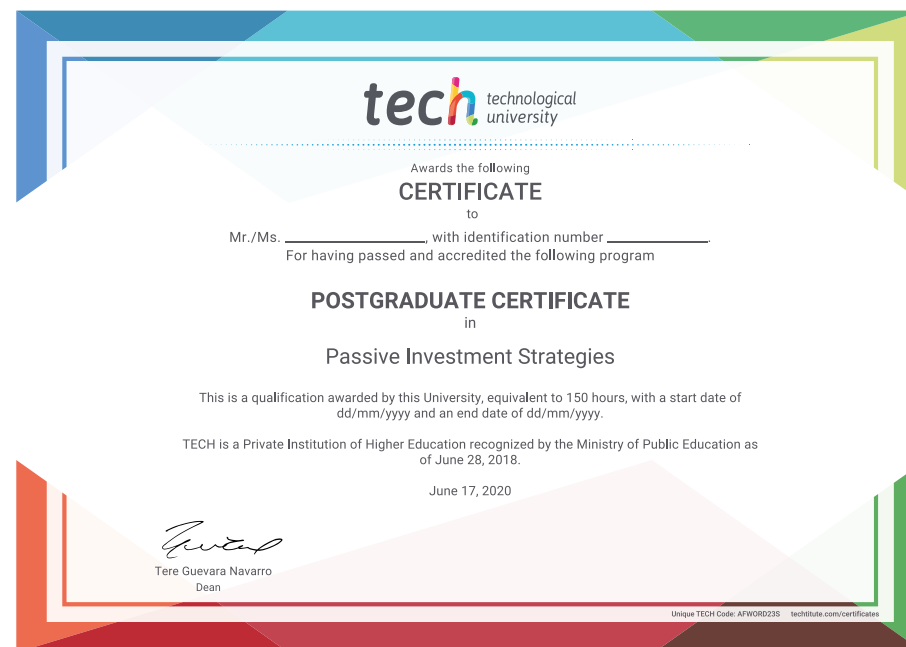 tech technological
university
Awards the following
CERTIFICATE
to
Mr./Ms. ____________________, with identification number ______________.
For having passed and accredited the following program
POSTGRADUATE CERTIFICATE
in
Passive Investment Strategies
This is a qualification awarded by this University, equivalent to 150 hours, with a start date of
dd/mm/yyyy and an end date of dd/mm/yyyy.
TECH is a Private Institution of Higher Education recognized by the Ministry of Public Education as
of June 28, 2018.
June 17, 2020
Tere Guevara Navarro
Dean
Unique TECH Code: AFWORD23S techtitute.com/certificates